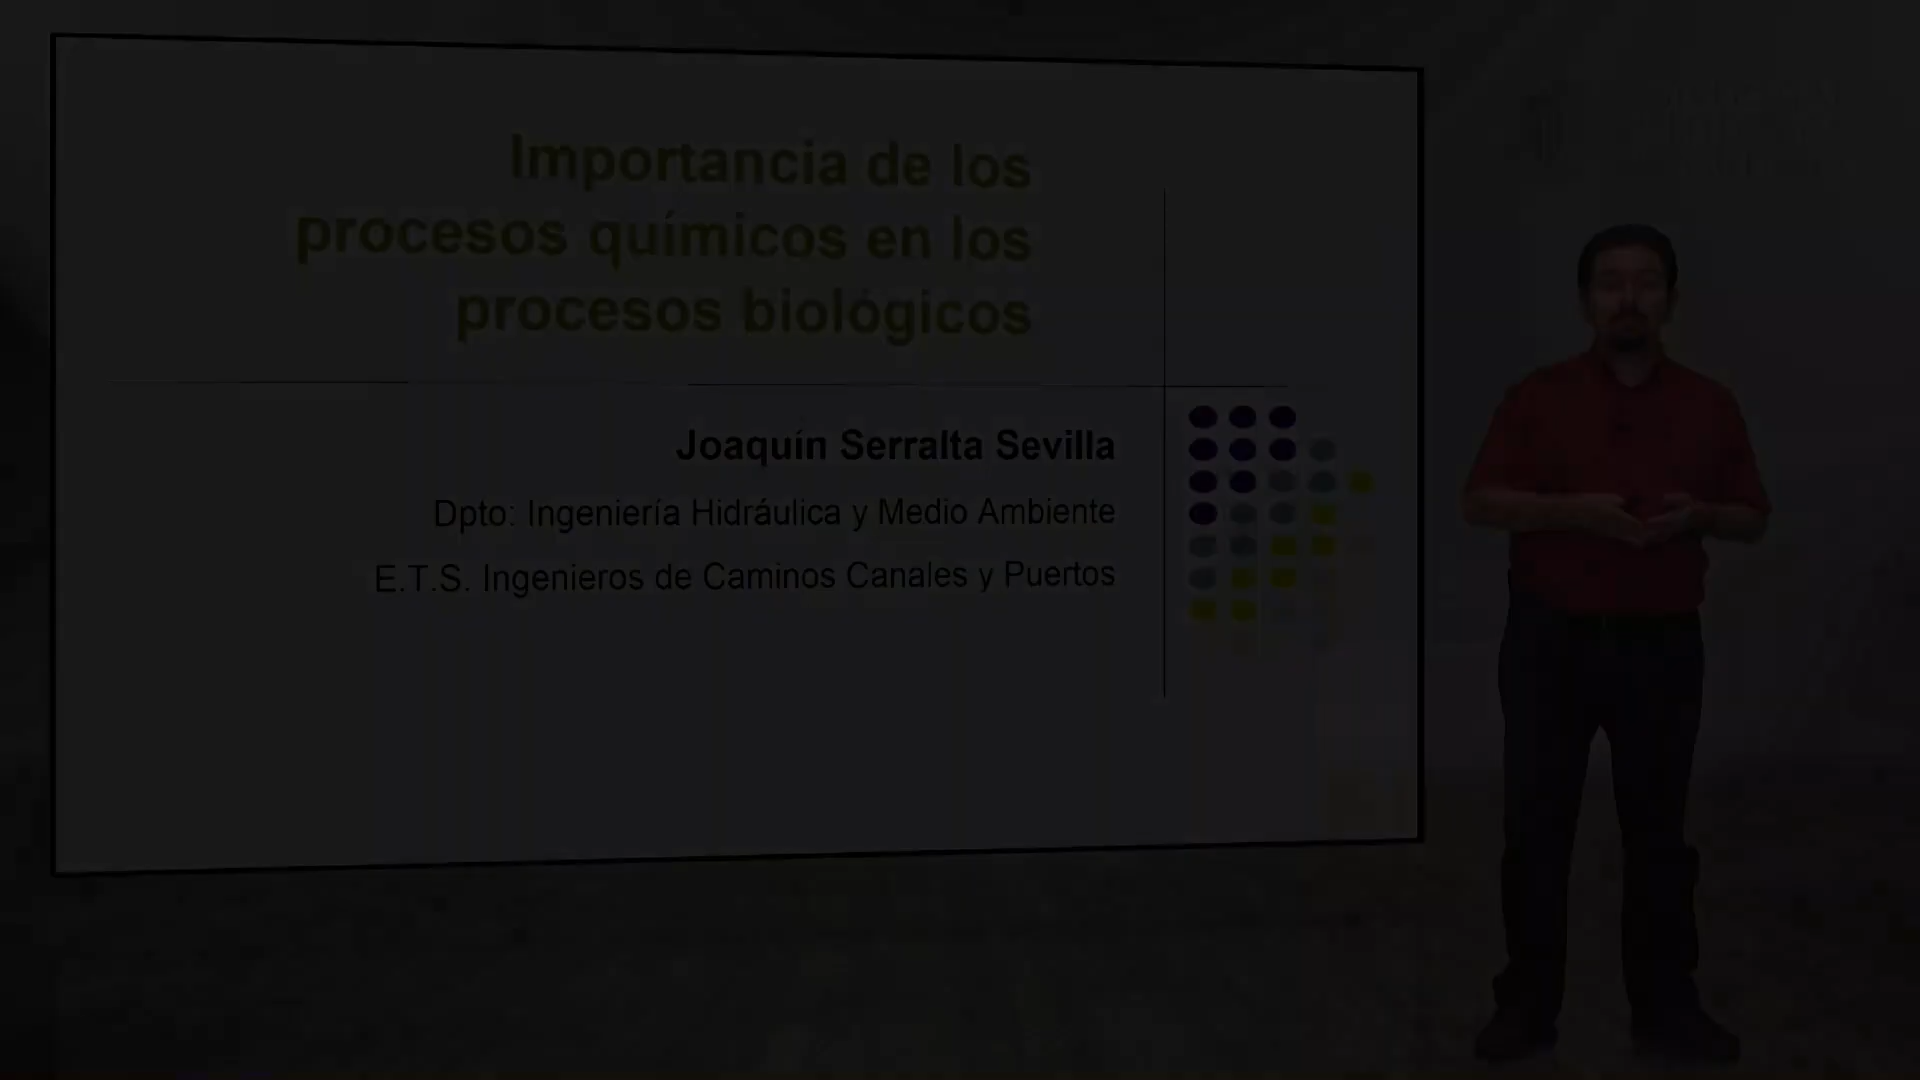 Importancia de los
procesos químicos en los
procesos biológicos
Joaquín Serralta Sevilla
Dpto: Ingeniería Hidráulica y Medio Ambiente
E.T.S. Ingenieros de Caminos Canales y Puertos